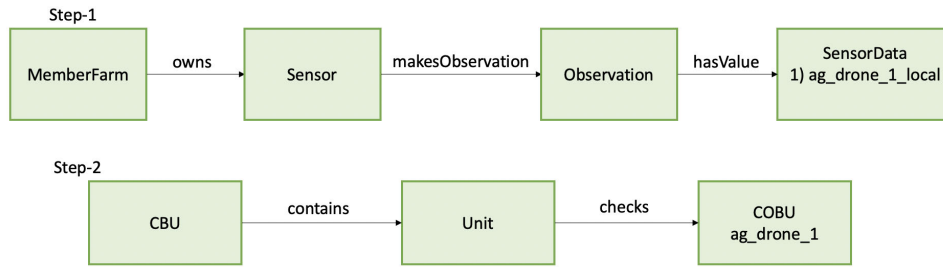 Step-1
MemberFarm
owns
Sensor
makesObservation
Observation
hasValue
SensorData
1) ag_drone_1_local
Step-2
CBU
contains
Unit
checks
COBU
ag_drone_1